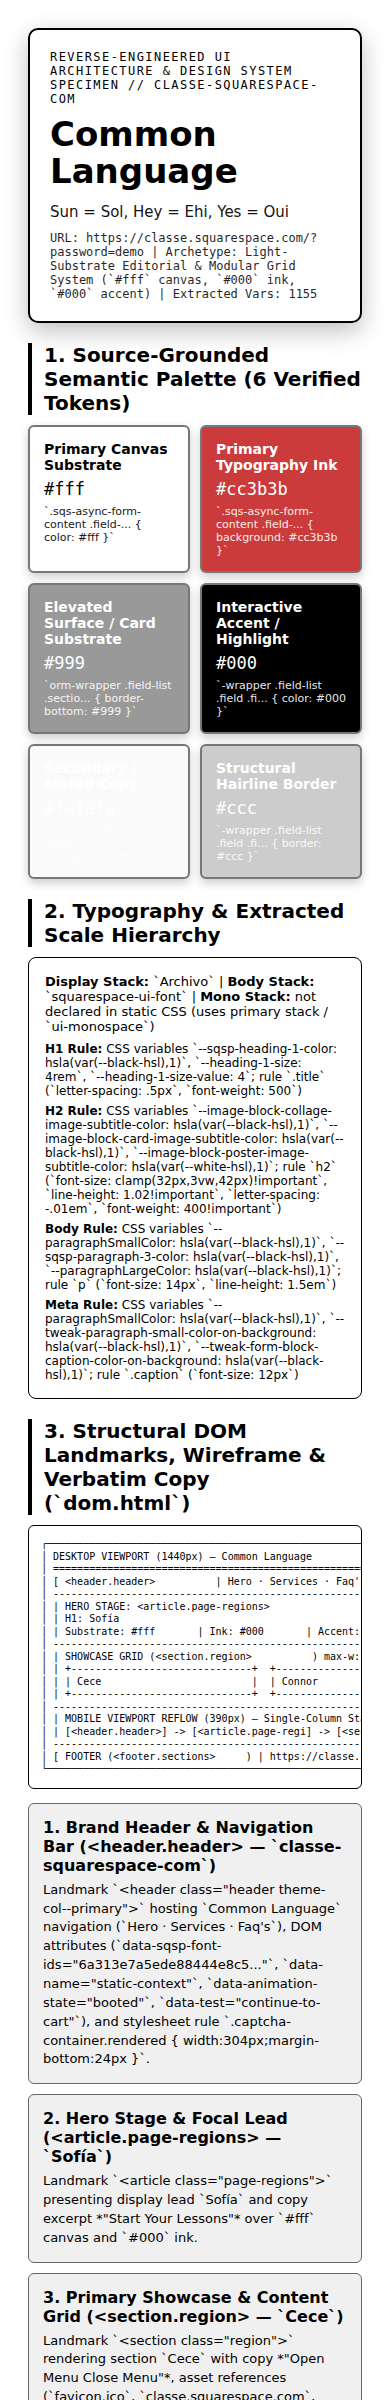 REVERSE-ENGINEERED UI
ARCHITECTURE & DESIGN SYSTEM
SPECIMEN // CLASSE-SQUARESPACE-
COM
Common
Language
Sun = Sol, Hey = Ehi, Yes = Oui
URL: https://classe.squarespace.com/?
password=demo | Archetype: Light-
Substrate Editorial & Modular Grid
System (`#fff` canvas, `#000` ink,
`#000` accent) | Extracted Vars: 1155
1. Source-Grounded
Semantic Palette (6 Verified
Tokens)
Primary Canvas
Substrate
#fff
`.sqs-async-form-
content .field-... {
color: #fff }`
Primary
Typography Ink
#cc3b3b
`.sqs-async-form-
content .field-... {
background: #cc3b3b
}`
Elevated
Surface / Card
Substrate
#999
`orm-wrapper .field-list
.sectio... { border-
bottom: #999 }`
Interactive
Accent /
Highlight
#000
`-wrapper .field-list
.field .fi... { color: #000
}`
Secondary /
Muted Copy
#fafafa
Structural
Hairline Border
#ccc
`-wrapper .field-list
.field .fi... { border:
#ccc }`
2. Typography & Extracted
Scale Hierarchy
Display Stack: `Archivo` | Body Stack:
`squarespace-ui-font` | Mono Stack: not
declared in static CSS (uses primary stack /
`ui-monospace`)
H1 Rule: CSS variables `--sqsp-heading-1-color:
hsla(var(--black-hsl),1)`, `--heading-1-size:
4rem`, `--heading-1-size-value: 4`; rule `.title`
(`letter-spacing: .5px`, `font-weight: 500`)
H2 Rule: CSS variables `--image-block-collage-
image-subtitle-color: hsla(var(--black-hsl),1)`, `--
image-block-card-image-subtitle-color: hsla(var(--
black-hsl),1)`, `--image-block-poster-image-
subtitle-color: hsla(var(--white-hsl),1)`; rule `h2`
(`font-size: clamp(32px,3vw,42px)!important`,
`line-height: 1.02!important`, `letter-spacing:
-.01em`, `font-weight: 400!important`)
Body Rule: CSS variables `--
paragraphSmallColor: hsla(var(--black-hsl),1)`, `--
sqsp-paragraph-3-color: hsla(var(--black-hsl),1)`,
`--paragraphLargeColor: hsla(var(--black-hsl),1)`;
rule `p` (`font-size: 14px`, `line-height: 1.5em`)
Meta Rule: CSS variables `--
paragraphSmallColor: hsla(var(--black-hsl),1)`, `--
tweak-paragraph-small-color-on-background:
hsla(var(--black-hsl),1)`, `--tweak-form-block-
caption-color-on-background: hsla(var(--black-
hsl),1)`; rule `.caption` (`font-size: 12px`)
3. Structural DOM
Landmarks, Wireframe &
Verbatim Copy
(`dom.html`)
DESKTOP VIEWPORT (1440px) — Common Language
[ <header.header> | Hero · Services · Faq'
| HERO STAGE: <article.page-regions>
| H1: Sofía
| Substrate: #fff | Ink: #000 | Accent:
| SHOWCASE GRID (<section.region> ) max-w:
| | Cece | | Connor
| MOBILE VIEWPORT REFLOW (390px) — Single-Column St
| [<header.header>] -> [<article.page-regi] -> [<se
[ FOOTER (<footer.sections> ) | https://classe.
1. Brand Header & Navigation
Bar (<header.header> — `classe-
squarespace-com`)
Landmark `<header class="header theme-
col--primary">` hosting `Common Language`
navigation (`Hero · Services · Faq's`), DOM
attributes (`data-sqsp-font-
ids="6a313e7a5ede88444e8c5..."`, `data-
name="static-context"`, `data-animation-
state="booted"`, `data-test="continue-to-
cart"`), and stylesheet rule `.captcha-
container.rendered { width:304px;margin-
bottom:24px }`.
2. Hero Stage & Focal Lead
(<article.page-regions> —
`Sofía`)
Landmark `<article class="page-regions">`
presenting display lead `Sofía` and copy
excerpt *"Start Your Lessons"* over `#fff`
canvas and `#000` ink.
3. Primary Showcase & Content
Grid (<section.region> — `Cece`)
Landmark `<section class="region">`
rendering section `Cece` with copy *"Open
Menu Close Menu"*, asset references
(`favicon.ico`, `classe.squarespace.com`,